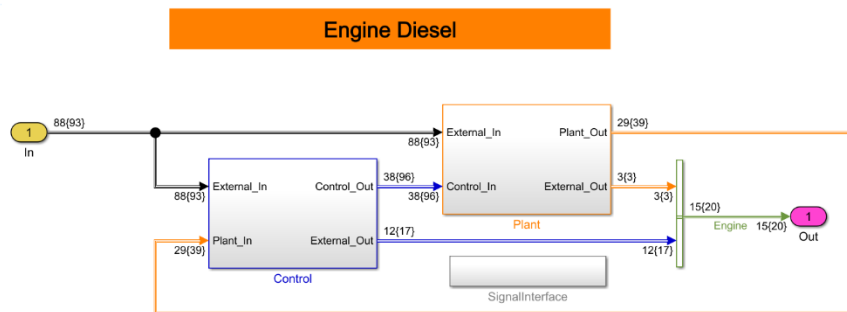 Engine Diesel
1
In
88{93}
88{93}
External_In
Plant_Out
29{39}
Control_In
External_Out
3{3}
3{3}
38{96}
38{96}
Plant
External_In
Control_Out
88{93}
Plant_In
External_Out
29{39}
12{17}
12{17}
Control
15{20}
Engine
15{20}
1
Out
SignalInterface